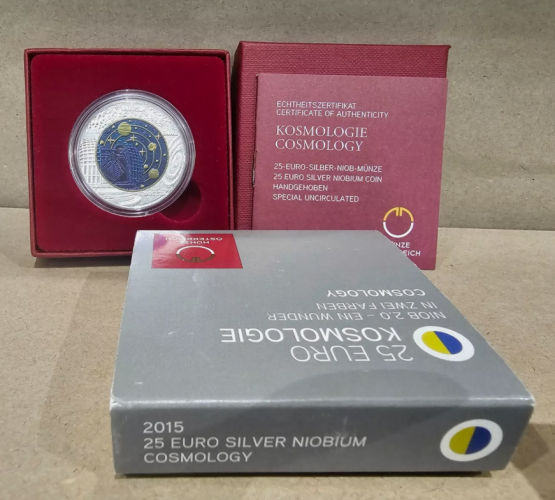 ECHTHEITSZERTIFIKAT
CERTIFICATE OF AUTHENTICITY
KOSMOLOGIE
COSMOLOGY
25-EURO-SILBER-NIOB-MÜNZE
25 EURO SILVER NIOBIUM COIN
HANDGEHOBEN
SPECIAL UNCIRCULATED
MÜNZE
MÜNZE
ÖSTERREICH
25 EURO
KOSMOLOGIE
NIOB 2.0 – EIN WUNDER
IN ZWEI FARBEN
COSMOLOGY
2015
25 EURO SILVER NIOBIUM
COSMOLOGY